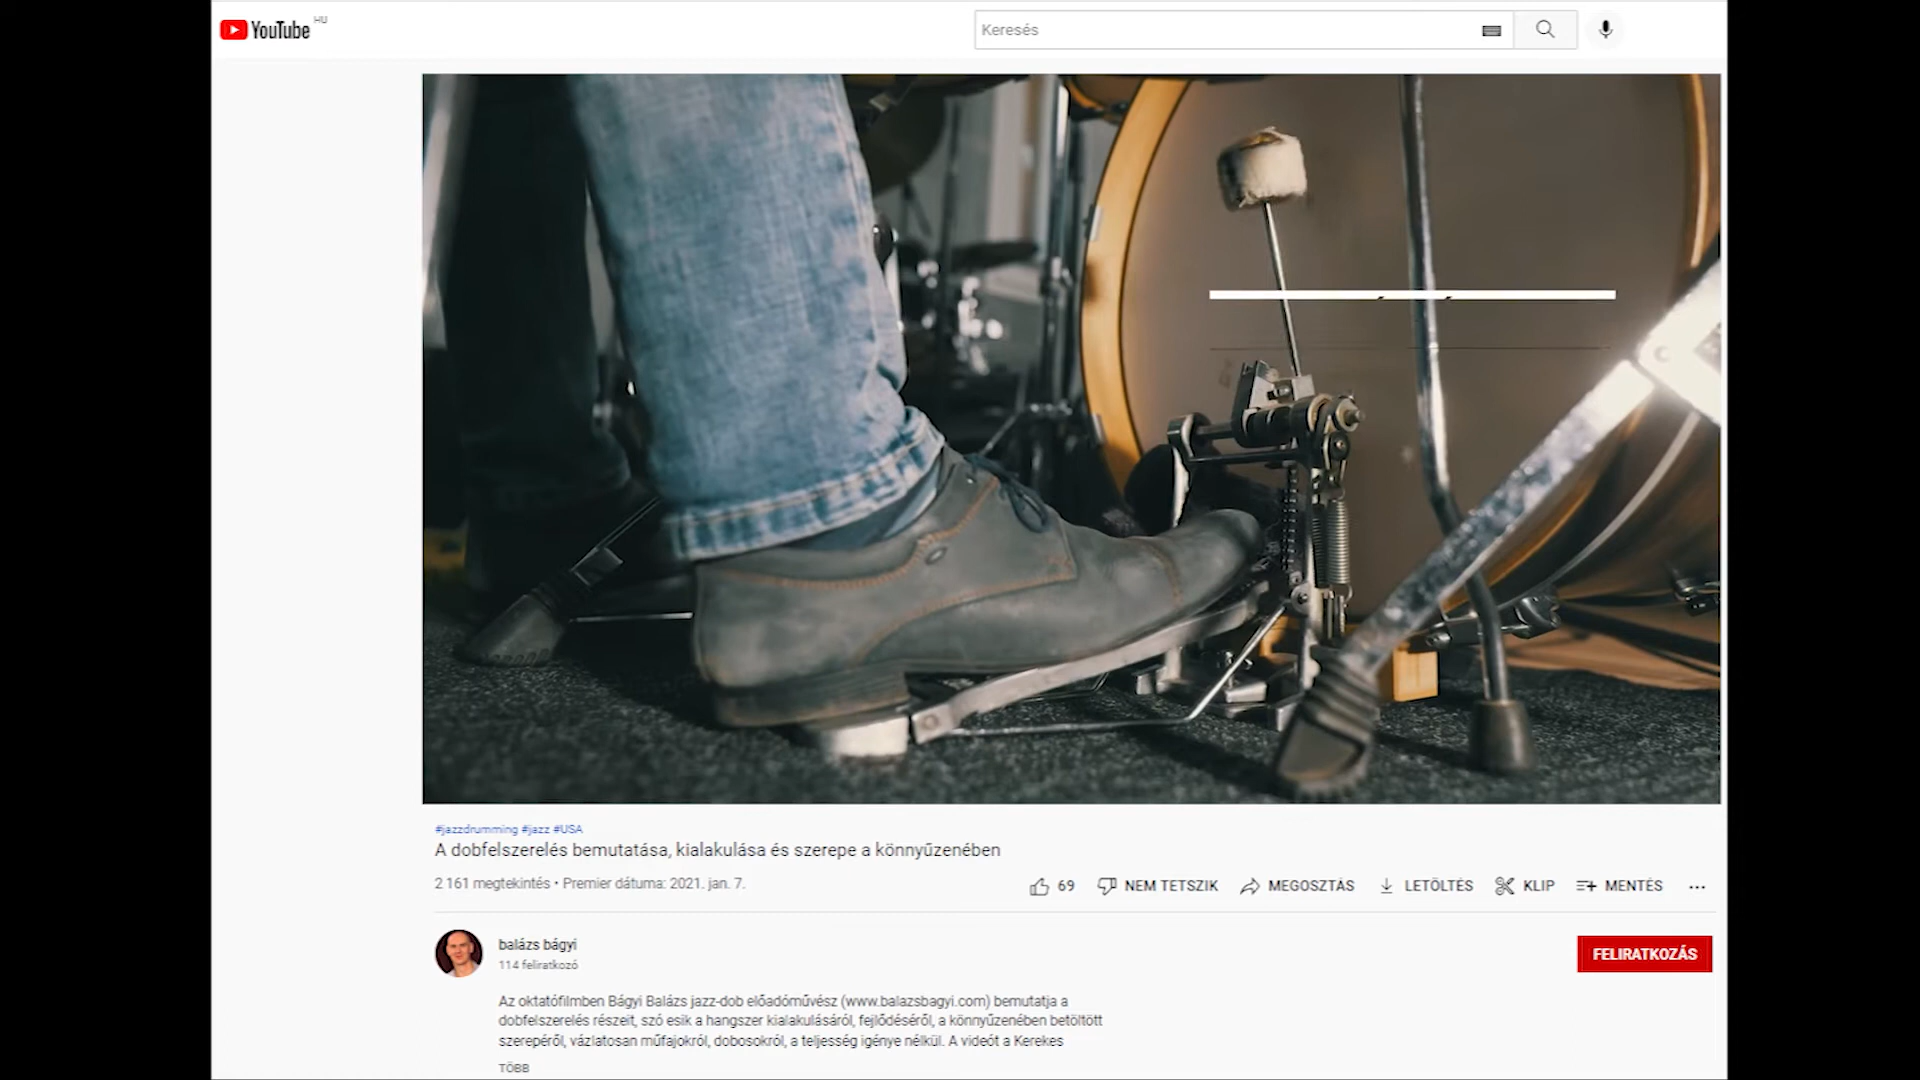 YouTube HU
Keresés
#jazzdrumming #jazz #USA
A dobfelszerelés bemutatása, kialakulása és szerepe a könnyűzenében
2 161 megtekintés • Premier dátuma: 2021. jan. 7.
69 NEM TETSZIK MEGOSZTÁS LETÖLTÉS KLIP MENTÉS ...
balázs bágyi
114 feliratkozó
FELIRATKOZÁS
Az oktatófilmben Bágyi Balázs jazz-dob előadóművész (www.balazsbagyi.com) bemutatja a
dobfelszerelés részeit, szó esik a hangszer kialakulásáról, fejlődéséről, a könnyűzenében betöltött
szerepéről, vázlatosan műfajokról, dobosokról, a teljesség igénye nélkül. A videót a Kerekes
TÖBB